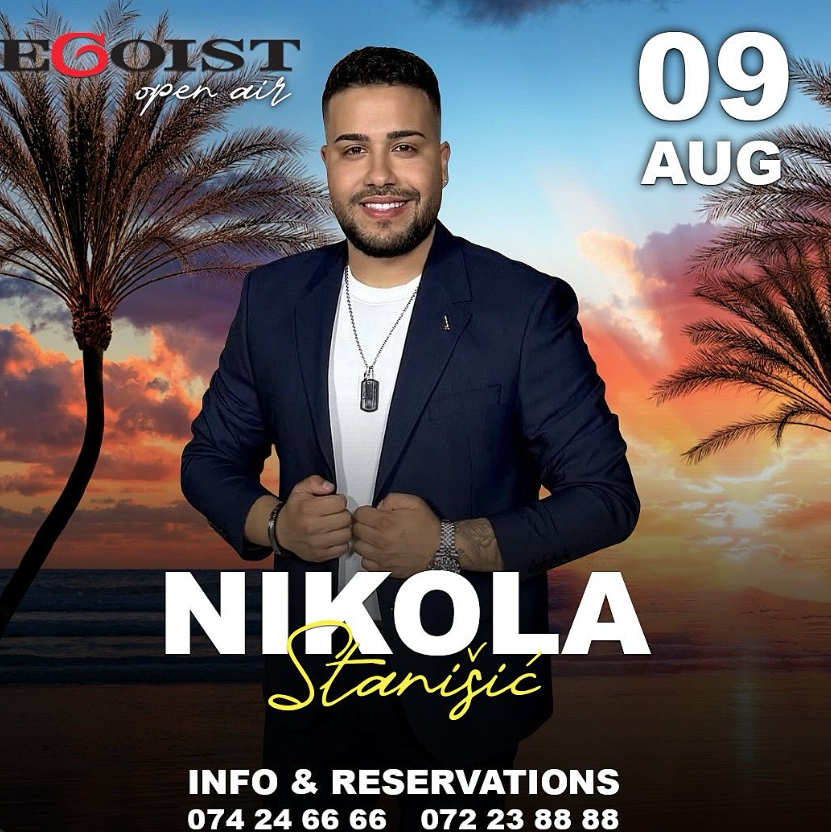 EGOIST
open air
09
AUG
NIKOLA
Stanišić
INFO & RESERVATIONS
074 24 66 66 072 23 88 88